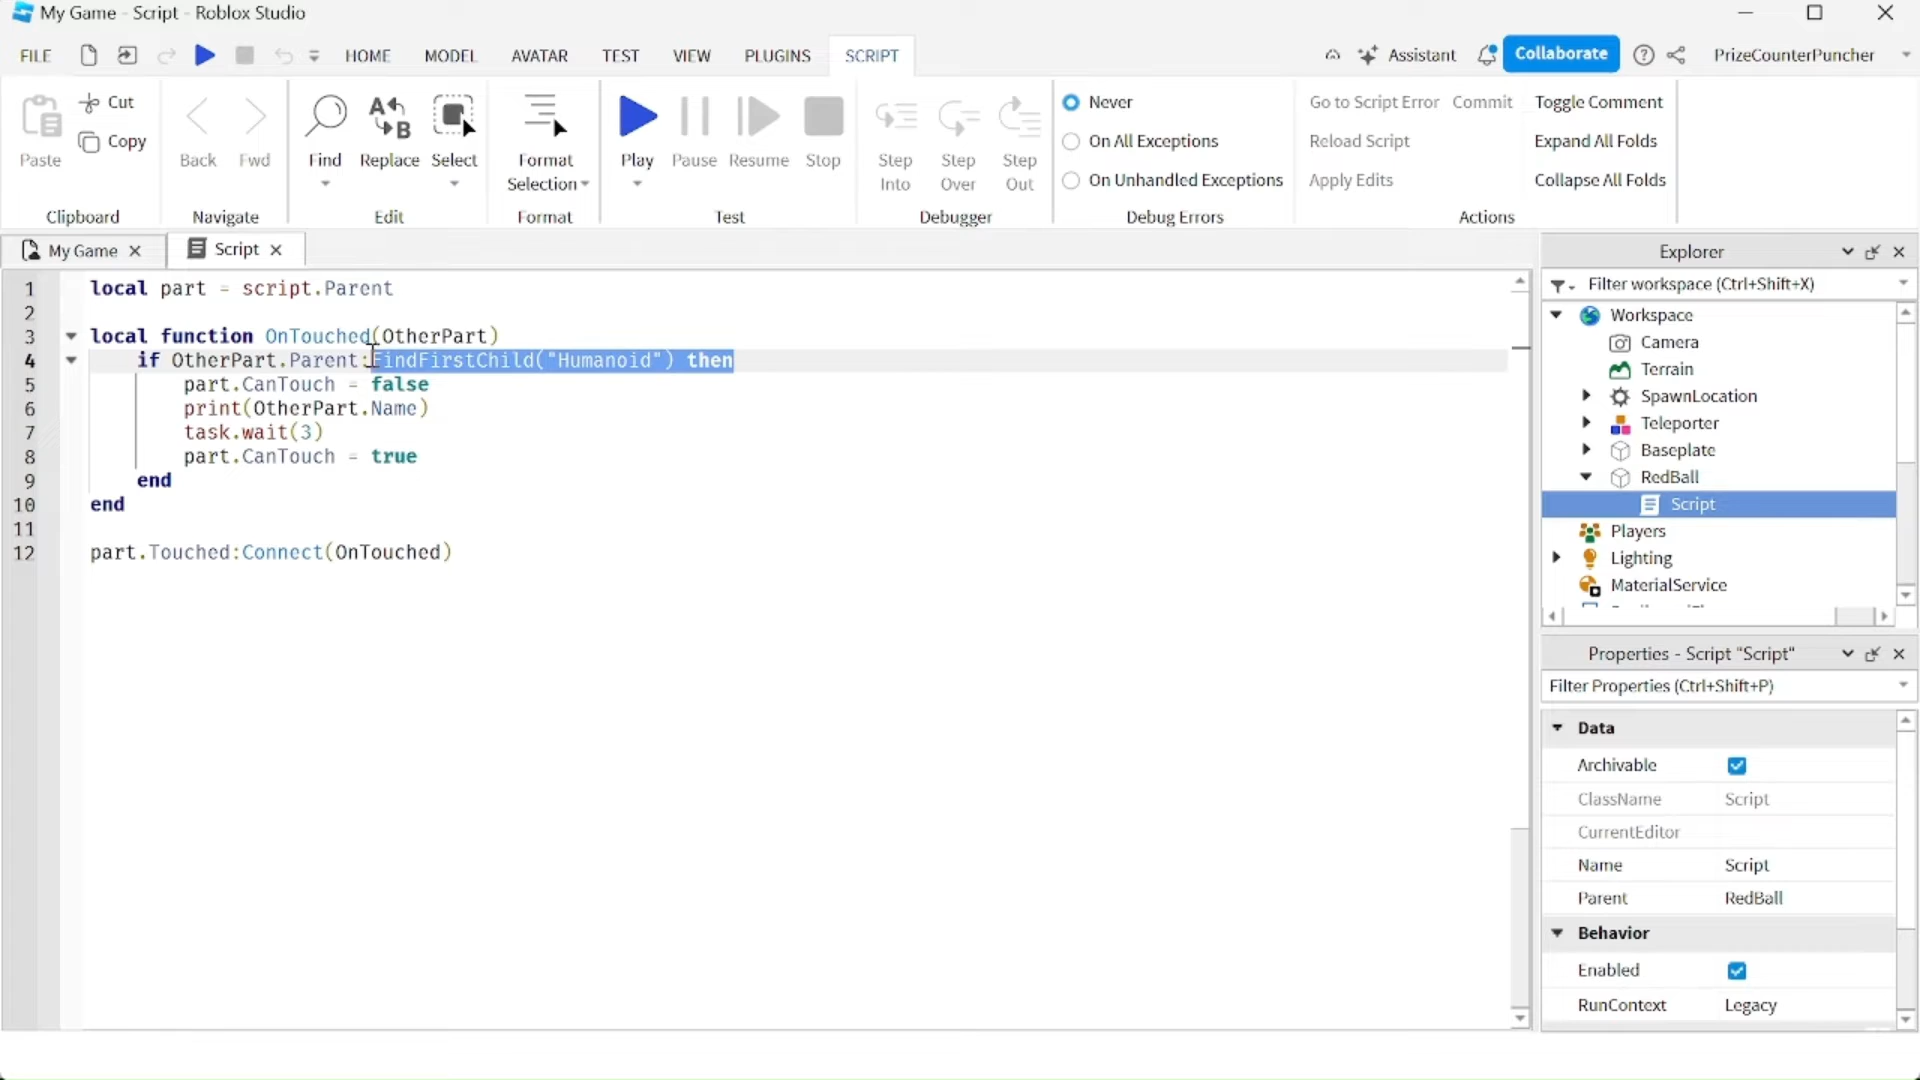 My Game - Script - Roblox Studio
FILE HOME MODEL AVATAR TEST VIEW PLUGINS SCRIPT Assistant Collaborate PrizeCounterPuncher
Paste Cut Copy
Clipboard
Back Fwd
Navigate
Find Replace Select
Edit
Format Selection
Format
Play Pause Resume Stop
Test
Step Into Step Over Step Out
Debugger
Never
On All Exceptions
On Unhandled Exceptions
Debug Errors
Go to Script Error Commit Toggle Comment
Reload Script Expand All Folds
Apply Edits Collapse All Folds
Actions
My Game Script
1 local part = script.Parent
2
3 local function OnTouched(OtherPart)
4 if OtherPart.Parent:FindFirstChild("Humanoid") then
5 part.CanTouch = false
6 print(OtherPart.Name)
7 task.wait(3)
8 part.CanTouch = true
9 end
10 end
11
12 part.Touched:Connect(OnTouched)
Explorer
Filter workspace (Ctrl+Shift+X)
Workspace
Camera
Terrain
SpawnLocation
Teleporter
Baseplate
RedBall
Script
Players
Lighting
MaterialService
Properties - Script "Script"
Filter Properties (Ctrl+Shift+P)
Data
Archivable
ClassName Script
CurrentEditor
Name Script
Parent RedBall
Behavior
Enabled
RunContext Legacy